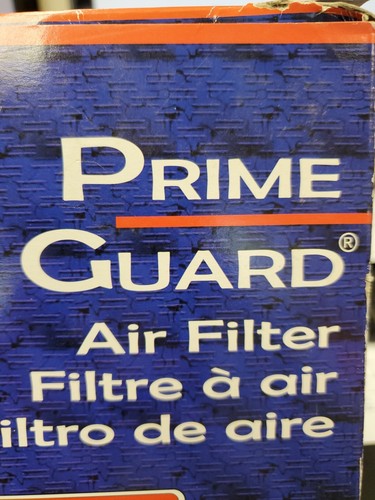 PRIME
GUARD®
Air Filter
Filtre à air
iltro de aire